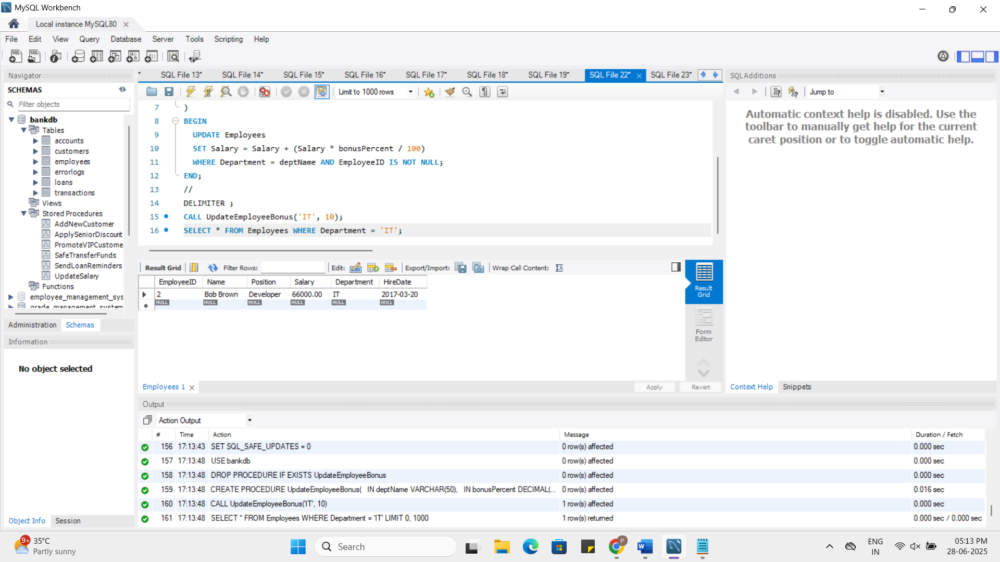 MySQL Workbench
Local instance MySQL80
File Edit View Query Database Server Tools Scripting Help
Navigator
SCHEMAS
Filter objects
bankdb
Tables
accounts
customers
employees
errorlogs
loans
transactions
Views
Stored Procedures
AddNewCustomer
ApplySeniorDiscount
PromoteVIPCustome
SafeTransferFunds
SendLoanReminders
UpdateSalary
Functions
employee_management_sys
grade_management_system
Administration Schemas
Information
No object selected
Object Info Session
* SQL File 13* SQL File 14* SQL File 15* SQL File 16* SQL File 17* SQL File 18* SQL File 19* SQL File 22* SQL File 23*
Limit to 1000 rows
7 )
8 BEGIN
9 UPDATE Employees
10 SET Salary = Salary + (Salary * bonusPercent / 100)
11 WHERE Department = deptName AND EmployeeID IS NOT NULL;
12 END;
13 //
14 DELIMITER ;
15 CALL UpdateEmployeeBonus('IT', 10);
16 SELECT * FROM Employees WHERE Department = 'IT';
Result Grid Filter Rows: Edit: Export/Import: Wrap Cell Content:
EmployeeID Name Position Salary Department HireDate
2 Bob Brown Developer 66000.00 IT 2017-03-20
NULL NULL NULL NULL NULL NULL
Result
Grid
Form
Editor
Employees 1 Apply Revert
SQLAdditions
Jump to
Automatic context help is disabled. Use the
toolbar to manually get help for the current
caret position or to toggle automatic help.
Context Help Snippets
Output
Action Output
# Time Action Message Duration / Fetch
156 17:13:43 SET SQL_SAFE_UPDATES = 0 0 row(s) affected 0.000 sec
157 17:13:48 USE bankdb 0 row(s) affected 0.000 sec
158 17:13:48 DROP PROCEDURE IF EXISTS UpdateEmployeeBonus 0 row(s) affected 0.000 sec
159 17:13:48 CREATE PROCEDURE UpdateEmployeeBonus( IN deptName VARCHAR(50), IN bonusPercent DECIMAL(... 0 row(s) affected 0.016 sec
160 17:13:48 CALL UpdateEmployeeBonus('IT', 10) 1 row(s) affected 0.000 sec
161 17:13:48 SELECT * FROM Employees WHERE Department = 'IT' LIMIT 0, 1000 1 row(s) returned 0.000 sec / 0.000 sec
9+
35°C
Partly sunny
Search
P
ENG
IN
05:13 PM
28-06-2025